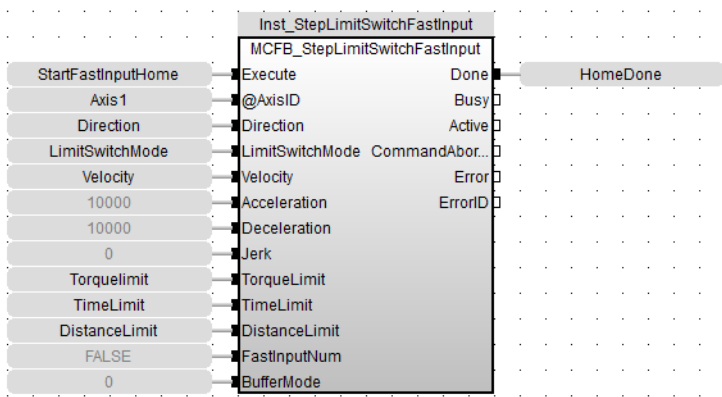 Inst_StepLimitSwitchFastInput
MCFB_StepLimitSwitchFastInput
StartFastInputHome Execute Done HomeDone
Axis1 @AxisID Busy
Direction Direction Active
LimitSwitchMode LimitSwitchMode CommandAbor...
Velocity Velocity Error
10000 Acceleration ErrorID
10000 Deceleration
0 Jerk
Torquelimit TorqueLimit
TimeLimit TimeLimit
DistanceLimit DistanceLimit
FALSE FastInputNum
0 BufferMode